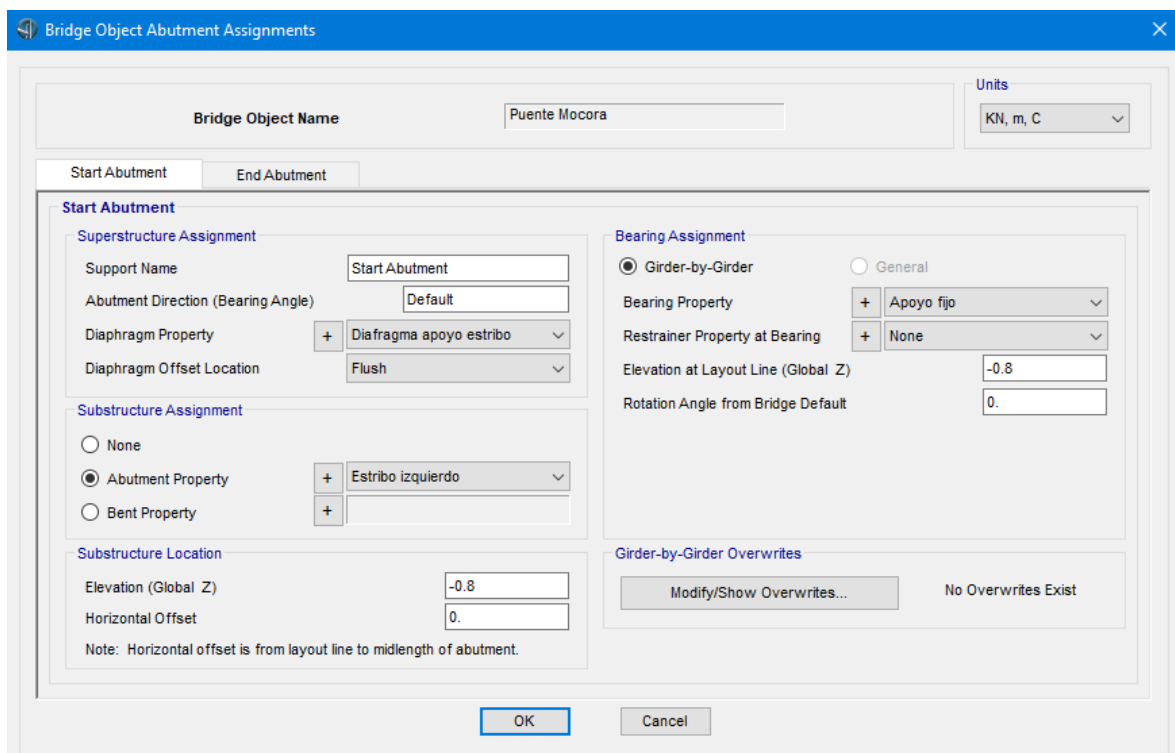 Bridge Object Abutment Assignments
Bridge Object Name
Puente Mocora
Units
KN, m, C
Start Abutment
End Abutment
Start Abutment
Superstructure Assignment
Support Name
Start Abutment
Abutment Direction (Bearing Angle)
Default
Diaphragm Property
+
Diafragma apoyo estribo
Diaphragm Offset Location
Flush
Substructure Assignment
None
Abutment Property
+
Estribo izquierdo
Bent Property
+
Substructure Location
Elevation (Global Z)
-0.8
Horizontal Offset
0.
Note: Horizontal offset is from layout line to midlength of abutment.
Bearing Assignment
Girder-by-Girder
General
Bearing Property
+
Apoyo fijo
Restrainer Property at Bearing
+
None
Elevation at Layout Line (Global Z)
-0.8
Rotation Angle from Bridge Default
0.
Girder-by-Girder Overwrites
Modify/Show Overwrites...
No Overwrites Exist
OK
Cancel